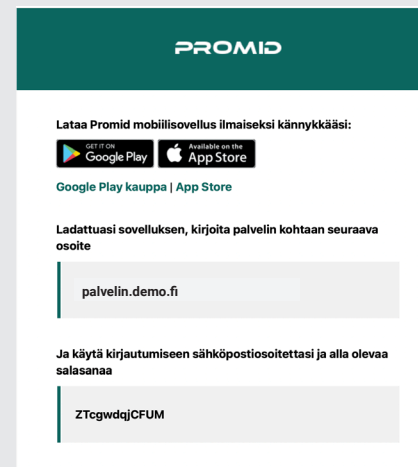 PROMID
Lataa Promid mobiilisovellus ilmaiseksi kännykkääsi:
GET IT ON
Google Play
Available on the
App Store
Google Play kauppa | App Store
Ladattuasi sovelluksen, kirjoita palvelin kohtaan seuraava
osoite
palvelin.demo.fi
Ja käytä kirjautumiseen sähköpostiosoitettasi ja alla olevaa
salasanaa
ZTcgwdqjCFUM